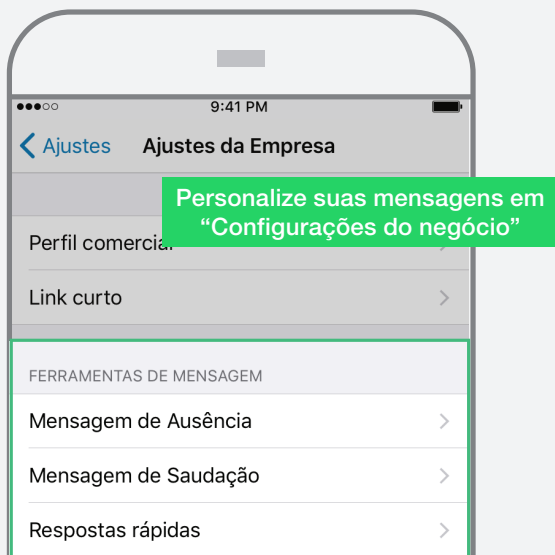 9:41 PM
Ajustes
Ajustes da Empresa
Personalize suas mensagens em
“Configurações do negócio”
Perfil comercial
Link curto
FERRAMENTAS DE MENSAGEM
Mensagem de Ausência
Mensagem de Saudação
Respostas rápidas